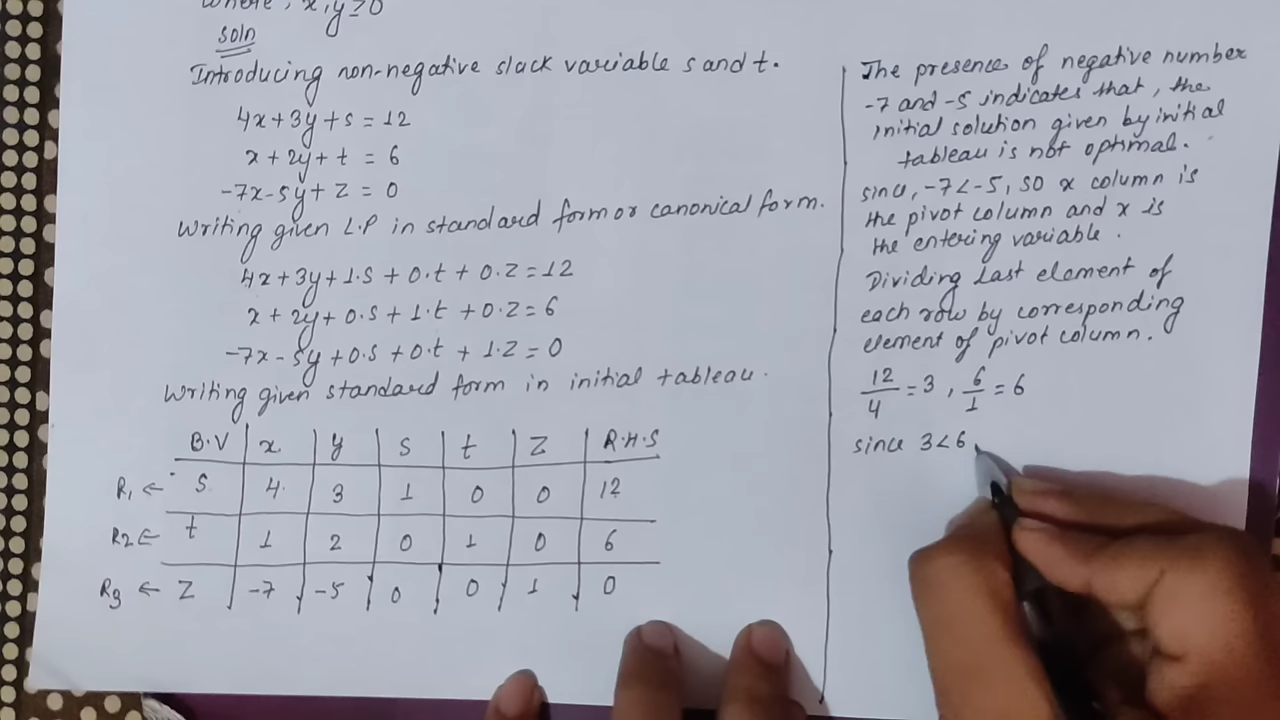 where, x,y≥0
soln
Introducing non-negative slack variable s and t.
4x+3y+s=12
x+2y+t=6
-7x-5y+Z=0
Writing given L.P in standard form or canonical form.
4x+3y+1.s+0.t+0.Z=12
x+2y+0.s+1.t+0.Z=6
-7x-5y+0.s+0.t+1.Z=0
Writing given standard form in initial tableau.
B.V x y s t Z R.H.S
R1← s 4 3 1 0 0 12
R2← t 1 2 0 1 0 6
R3← Z -7 -5 0 0 1 0
The presence of negative number
-7 and -5 indicates that, the
initial solution given by initial
tableau is not optimal.
since, -7<-5, so x column is
the pivot column and x is
the entering variable.
Dividing Last element of
each row by corresponding
element of pivot column.
12/4=3, 6/1=6
since 3<6